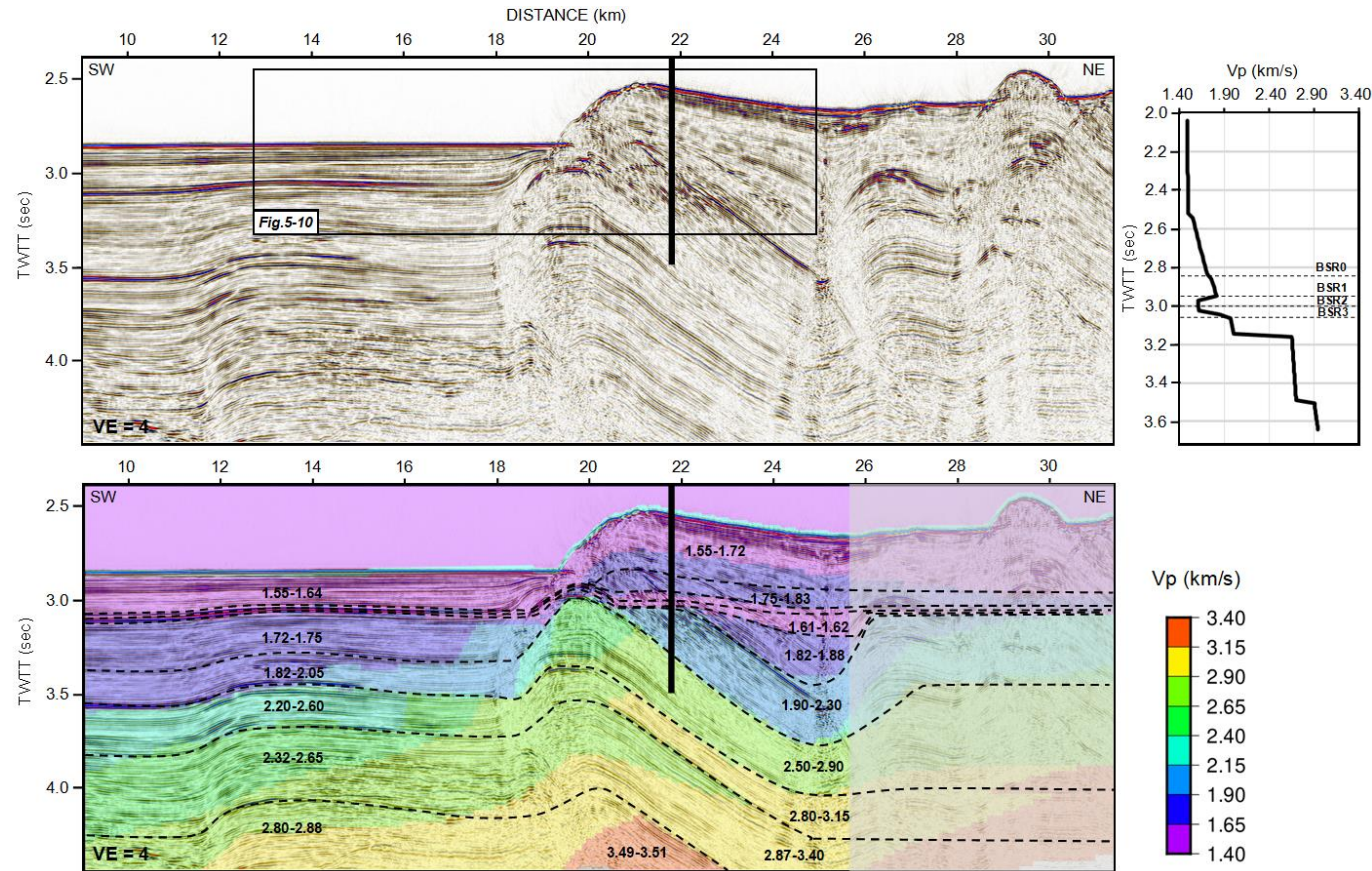 DISTANCE (km)
10 12 14 16 18 20 22 24 26 28 30
SW NE
2.5
3.0
3.5
4.0
TWTT (sec)
Fig.5-10
VE = 4
Vp (km/s)
1.40 1.90 2.40 2.90 3.40
2.0
2.2
2.4
2.6
2.8
3.0
3.2
3.4
3.6
TWTT (sec)
BSR0
BSR1
BSR2
BSR3
10 12 14 16 18 20 22 24 26 28 30
SW NE
2.5
3.0
3.5
4.0
TWTT (sec)
1.55-1.72
1.55-1.64
1.75-1.83
1.61-1.62
1.72-1.75
1.82-1.88
1.82-2.05
1.90-2.30
2.20-2.60
2.32-2.65
2.50-2.90
2.80-3.15
2.80-2.88
3.49-3.51
2.87-3.40
VE = 4
Vp (km/s)
3.40
3.15
2.90
2.65
2.40
2.15
1.90
1.65
1.40